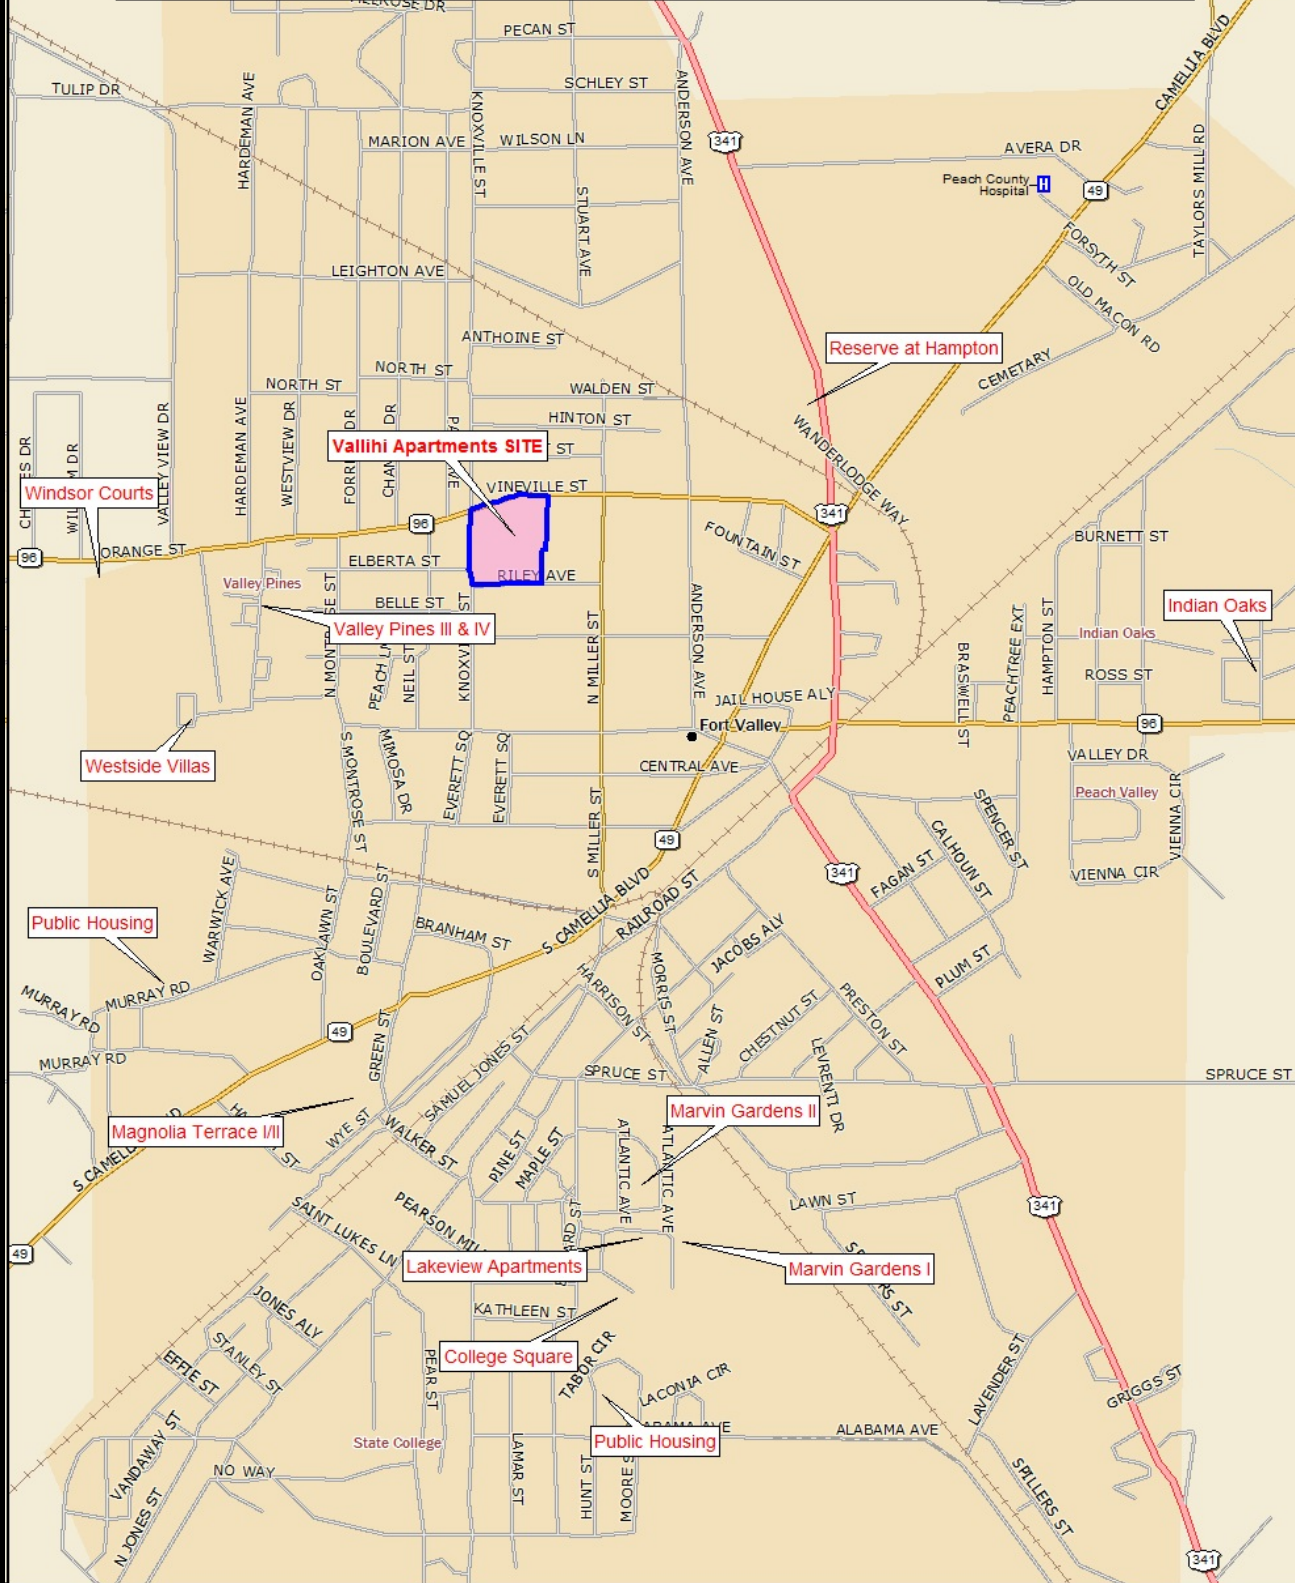 PECAN ST
CAMELLIA BLVD
SCHLEY ST
TULIP DR
HARDEMAN AVE
KNOXVILLE ST
ANDERSON AVE
MARION AVE
WILSON LN
341
AVERA DR
TAYLORS MILL RD
Peach County
Hospital
H
49
STUART AVE
FORSYTH ST
LEIGHTON AVE
OLD MACON RD
ANTHOINE ST
Reserve at Hampton
CEMETARY
NORTH ST
NORTH ST
WALDEN ST
HINTON ST
WANDERLODGE WAY
VALLEY VIEW DR
HARDEMAN AVE
WESTVIEW DR
Vallihi Apartments SITE
ST
Windsor Courts
VINEVILLE ST
96
341
96
ORANGE ST
FOUNTAIN ST
BURNETT ST
ELBERTA ST
RILEY AVE
Valley Pines
BELLE ST
Valley Pines III & IV
N MILLER ST
ANDERSON AVE
Indian Oaks
Indian Oaks
BRASWELL ST
PEACHTREE EXT
HAMPTON ST
ROSS ST
NEIL ST
JAIL HOUSE ALY
Fort Valley
96
Westside Villas
S MONTROSE ST
MIMOSA DR
EVERETT SQ
EVERETT SQ
CENTRAL AVE
VALLEY DR
Peach Valley
VIENNA CIR
S MILLER ST
49
SPENCER ST
CALHOUN ST
FAGAN ST
341
VIENNA CIR
WARWICK AVE
OAKLAWN ST
BOULEVARD ST
Public Housing
BRANHAM ST
S CAMELLIA BLVD
RAILROAD ST
JACOBS ALY
PLUM ST
MURRAY RD
MURRAY RD
HARRISON ST
MORRIS ST
PRESTON ST
CHESTNUT ST
49
ALLEN ST
MURRAY RD
GREEN ST
SAMUEL JONES ST
SPRUCE ST
LEVRENTI DR
SPRUCE ST
Magnolia Terrace I/II
WYE ST
WALKER ST
PINE ST
MAPLE ST
ATLANTIC AVE
ATLANTIC AVE
Marvin Gardens II
LAWN ST
341
SAINT LUKES LN
49
Lakeview Apartments
Marvin Gardens I
JONES ALY
KATHLEEN ST
College Square
STANLEY ST
EFFIE ST
PEAR ST
TABOR CIR
LACONIA CIR
LAVENDER ST
GRIGGS ST
VANDAWAY ST
State College
Public Housing
ALABAMA AVE
NO WAY
LAMAR ST
HUNT ST
N JONES ST
SPILLERS ST
341